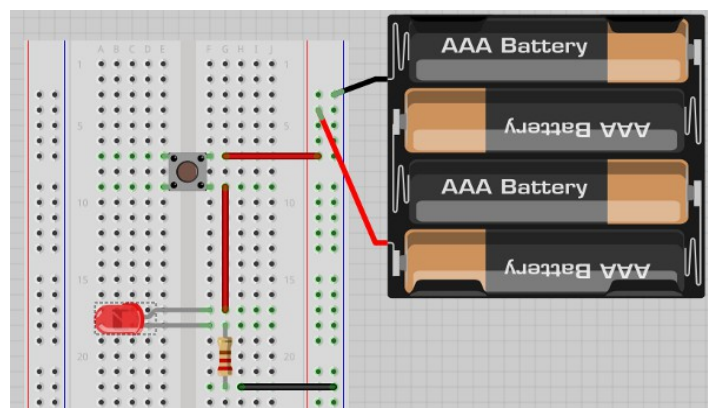 A B C D E F G H I J
1 1
AAA Battery
5 5
AAA Battery
AAA Battery
10 10
AAA Battery
15 15
20 20